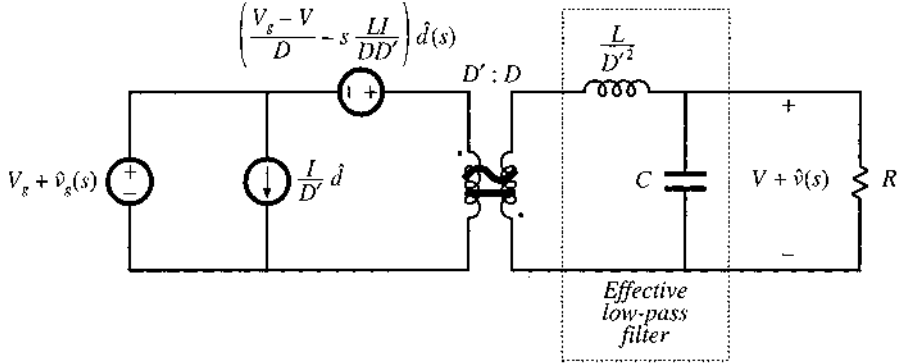 ( (V_g − V)/D − s LI/(DD′) ) d̂(s)
D′ : D
L/D′²
V_g + v̂_g(s)
+
−
I/D′ d̂
− +
C
+
V + v̂(s)
−
R
Effective
low-pass
filter